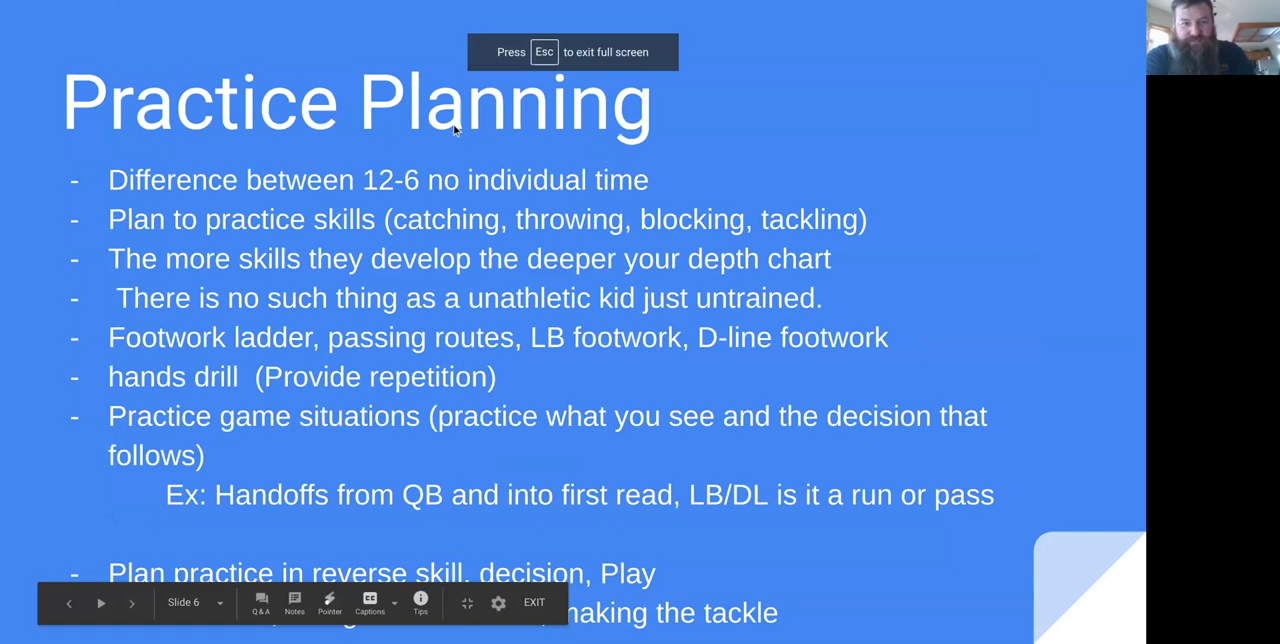 Press Esc to exit full screen
Practice Planning
- Difference between 12-6 no individual time
- Plan to practice skills (catching, throwing, blocking, tackling)
- The more skills they develop the deeper your depth chart
- There is no such thing as a unathletic kid just untrained.
- Footwork ladder, passing routes, LB footwork, D-line footwork
- hands drill (Provide repetition)
- Practice game situations (practice what you see and the decision that
follows)
Ex: Handoffs from QB and into first read, LB/DL is it a run or pass
- Plan practice in reverse skill, decision, Play
making the tackle
Slide 6
Q & A
Notes
Pointer
Captions
Tips
EXIT